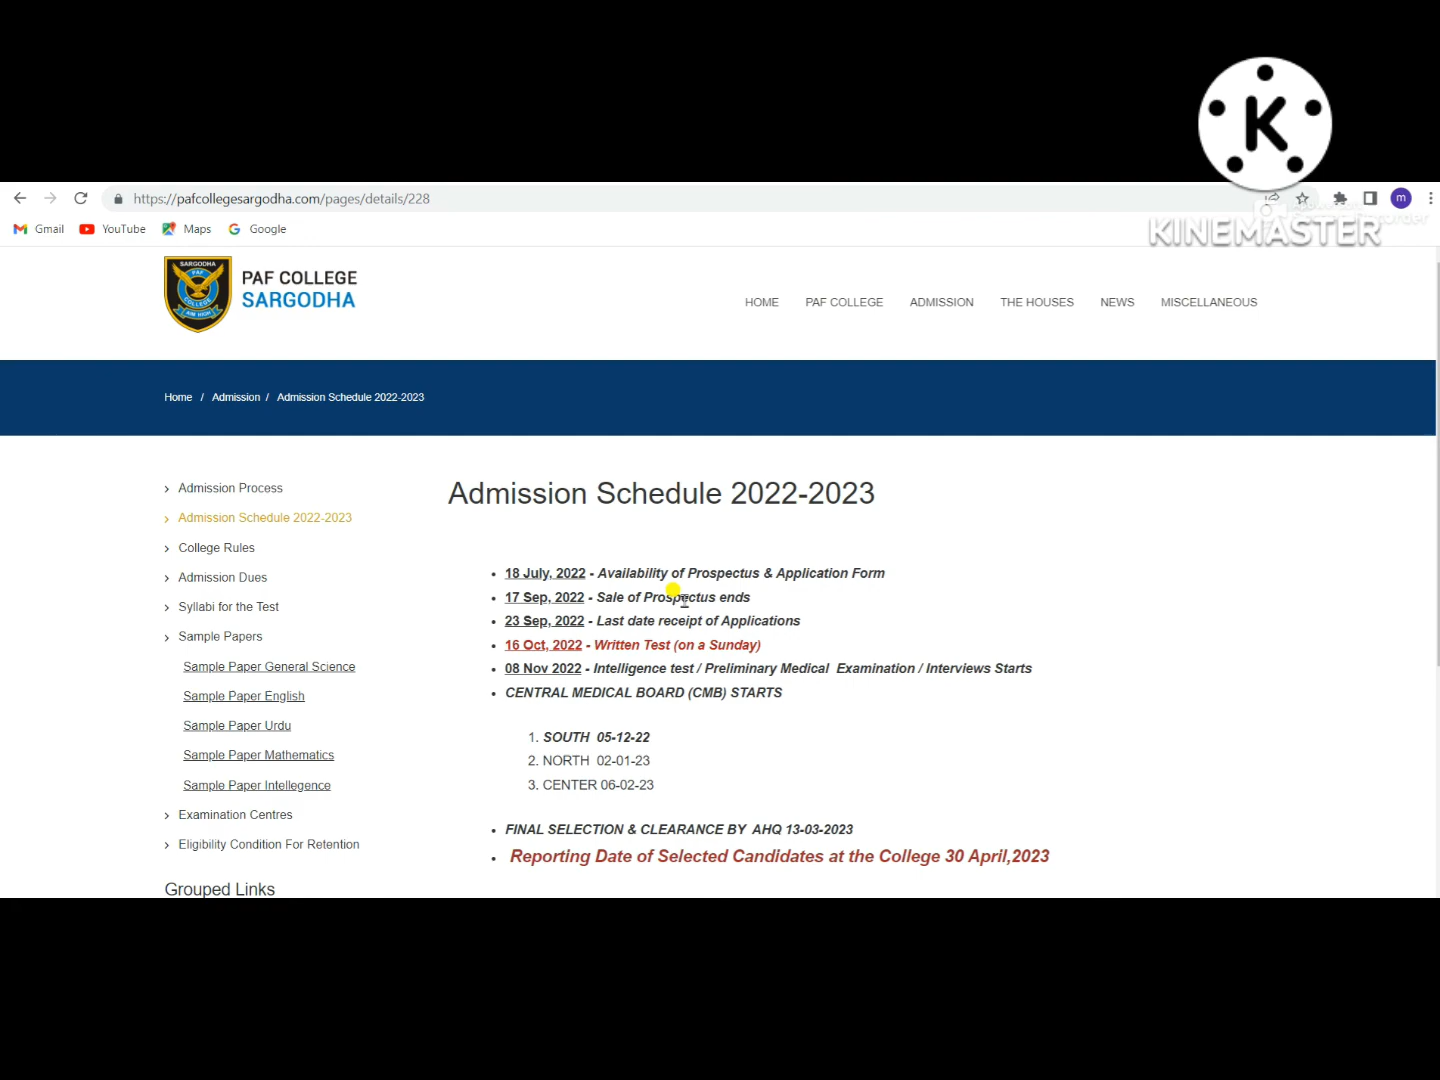 K
https://pafcollegesargodha.com/pages/details/228
m
Gmail
YouTube
Maps
Google
KINEMASTER
SARGODHA
PAF
COLLEGE
AIM HIGH
PAF COLLEGE
SARGODHA
HOME
PAF COLLEGE
ADMISSION
THE HOUSES
NEWS
MISCELLANEOUS
Home / Admission / Admission Schedule 2022-2023
Admission Process
Admission Schedule 2022-2023
College Rules
Admission Dues
Syllabi for the Test
Sample Papers
Sample Paper General Science
Sample Paper English
Sample Paper Urdu
Sample Paper Mathematics
Sample Paper Intellegence
Examination Centres
Eligibility Condition For Retention
Grouped Links
Admission Schedule 2022-2023
18 July, 2022 - Availability of Prospectus & Application Form
17 Sep, 2022 - Sale of Prospectus ends
23 Sep, 2022 - Last date receipt of Applications
16 Oct, 2022 - Written Test (on a Sunday)
08 Nov 2022 - Intelligence test / Preliminary Medical Examination / Interviews Starts
CENTRAL MEDICAL BOARD (CMB) STARTS
1. SOUTH 05-12-22
2. NORTH 02-01-23
3. CENTER 06-02-23
FINAL SELECTION & CLEARANCE BY AHQ 13-03-2023
Reporting Date of Selected Candidates at the College 30 April,2023